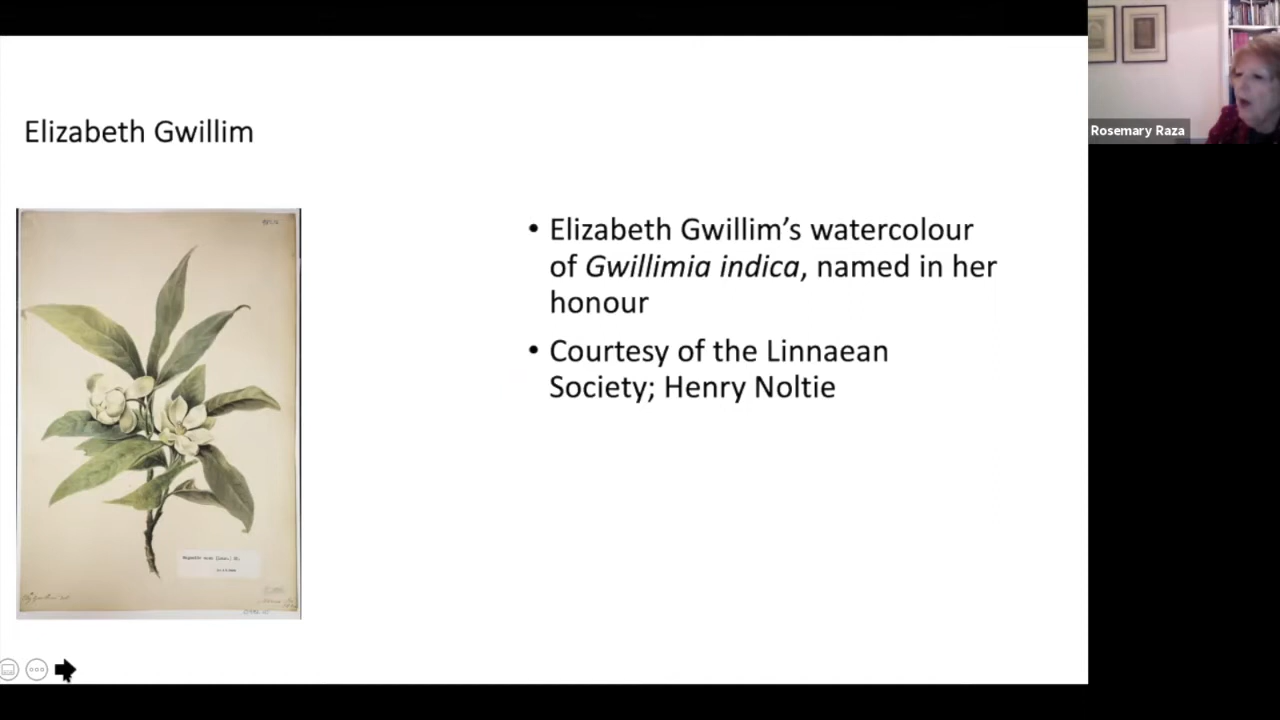 Elizabeth Gwillim
• Elizabeth Gwillim’s watercolour
of Gwillimia indica, named in her
honour
• Courtesy of the Linnaean
Society; Henry Noltie
Rosemary Raza